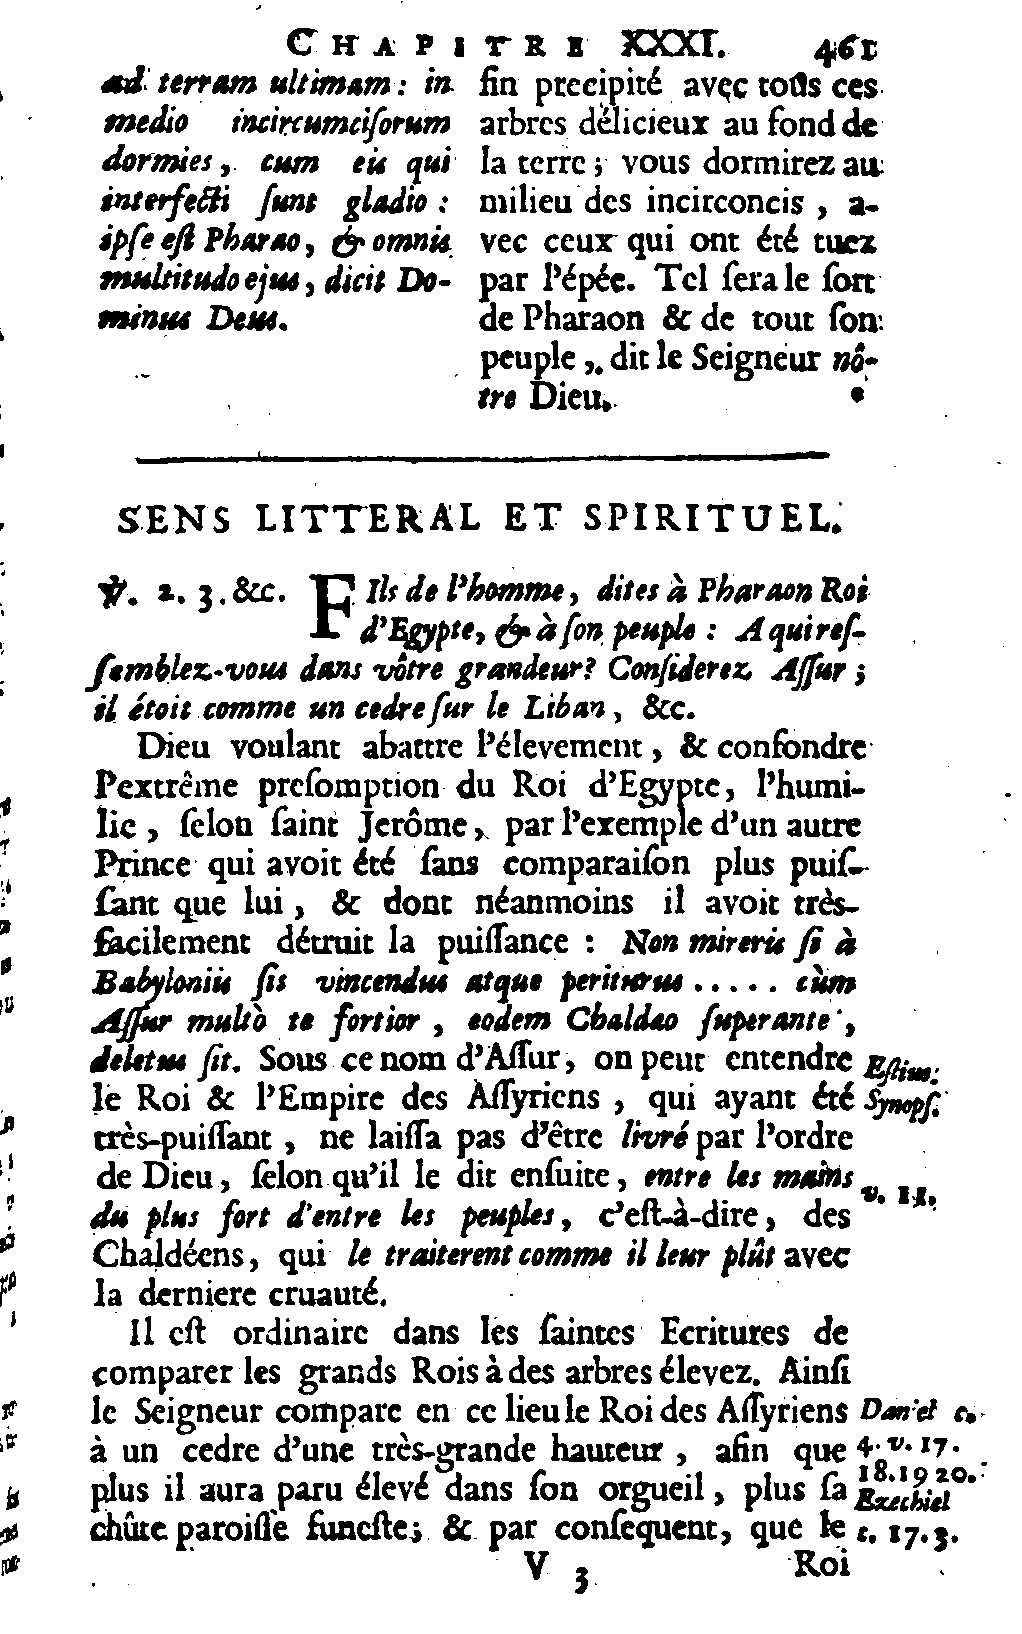 CHAPITRE XXXI. 461
ad terram ultimam : in
medio incircumciſorum
dormies, cum eis qui
interfecti ſunt gladio :
ipſe eſt Pharao, & omnis
multitudo ejus, dicit Do-
minus Deus.
fin precipité avec tous ces
arbres délicieux au fond de
la terre ; vous dormirez au
milieu des incirconcis, a-
vec ceux qui ont été tuez
par l'épée. Tel ſera le ſort
de Pharaon & de tout ſon
peuple, dit le Seigneur nô-
tre Dieu.
SENS LITTERAL ET SPIRITUEL.
℣. 2. 3. &c. FIls de l'homme, dites à Pharaon Roi
d'Egypte, & à ſon peuple : A qui reſ-
ſemblez-vous dans vôtre grandeur? Conſiderez Aſſur ;
il étoit comme un cedre ſur le Liban, &c.
Dieu voulant abattre l'élevement, & confondre
l'extrême preſomption du Roi d'Egypte, l'humi-
lie, ſelon ſaint Jerôme, par l'exemple d'un autre
Prince qui avoit été ſans comparaiſon plus puiſ-
ſant que lui, & dont néanmoins il avoit très-
facilement détruit la puiſſance : Non mireris ſi à
Babyloniis ſis vincendus atque periturus ..... cùm
Aſſur multò te fortior, eodem Chaldæo ſuperante,
deletus ſit. Sous ce nom d'Aſſur, on peut entendre
le Roi & l'Empire des Aſſyriens, qui ayant été
très-puiſſant, ne laiſſa pas d'être livré par l'ordre
de Dieu, ſelon qu'il le dit enſuite, entre les mains
du plus fort d'entre les peuples, c'eſt-à-dire, des
Chaldéens, qui le traiterent comme il leur plût avec
la derniere cruauté.
Eſtius.
Synopſ.
v. 11.
Il eſt ordinaire dans les ſaintes Ecritures de
comparer les grands Rois à des arbres élevez. Ainſi
le Seigneur compare en ce lieu le Roi des Aſſyriens
à un cedre d'une très-grande hauteur, afin que
plus il aura paru élevé dans ſon orgueil, plus ſa
chûte paroiſſe funeſte ; & par conſequent, que le
Daniel c.
4. v. 17.
18. 19 20.
Ezechiel
c. 17. 3.
V 3 Roi